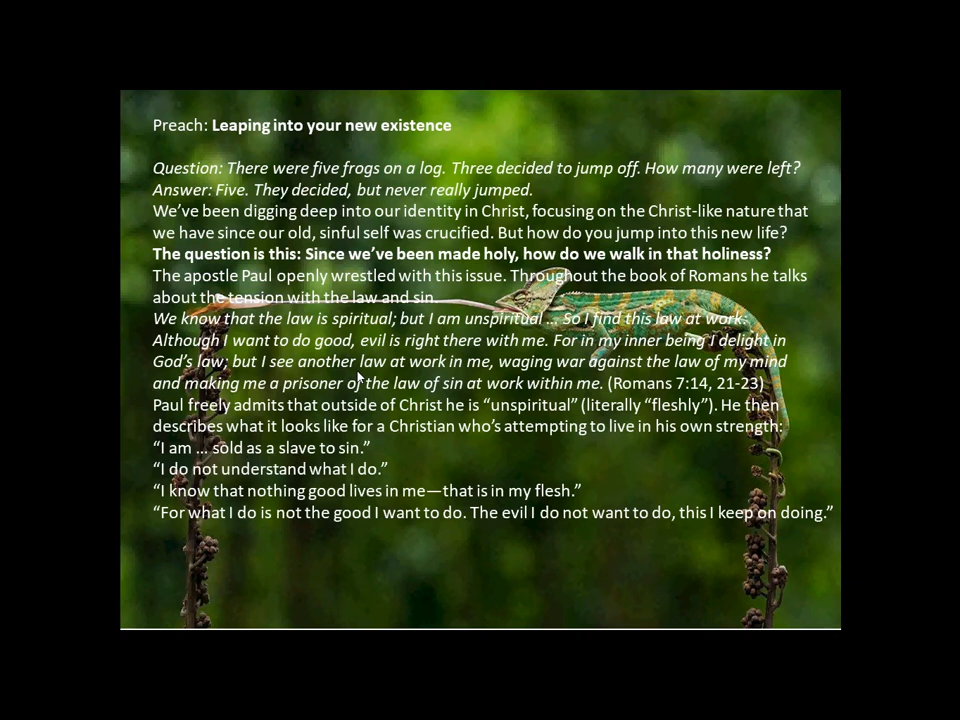 Preach: Leaping into your new existence
Question: There were five frogs on a log. Three decided to jump off. How many were left?
Answer: Five. They decided, but never really jumped.
We’ve been digging deep into our identity in Christ, focusing on the Christ-like nature that
we have since our old, sinful self was crucified. But how do you jump into this new life?
The question is this: Since we’ve been made holy, how do we walk in that holiness?
The apostle Paul openly wrestled with this issue. Throughout the book of Romans he talks
about the tension with the law and sin.
We know that the law is spiritual; but I am unspiritual … So I find this law at work:
Although I want to do good, evil is right there with me. For in my inner being I delight in
God’s law; but I see another law at work in me, waging war against the law of my mind
and making me a prisoner of the law of sin at work within me. (Romans 7:14, 21-23)
Paul freely admits that outside of Christ he is “unspiritual” (literally “fleshly”). He then
describes what it looks like for a Christian who’s attempting to live in his own strength:
“I am … sold as a slave to sin.”
“I do not understand what I do.”
“I know that nothing good lives in me—that is in my flesh.”
“For what I do is not the good I want to do. The evil I do not want to do, this I keep on doing.”